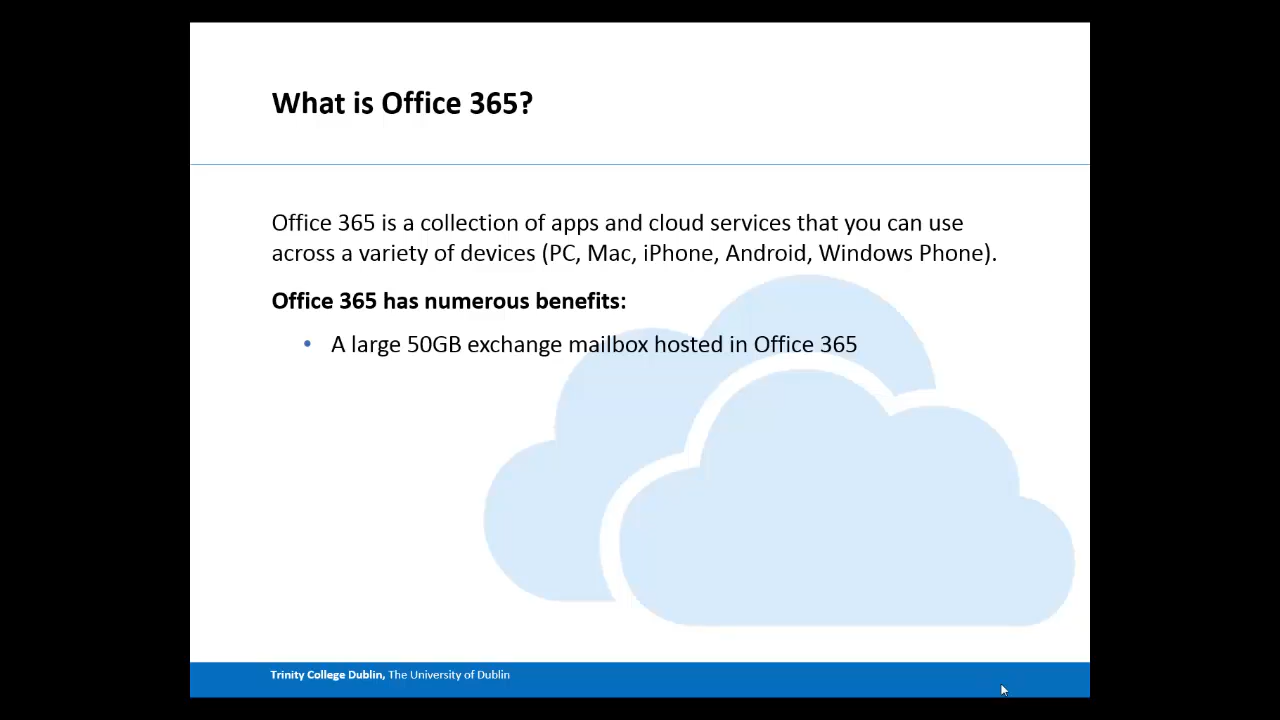 What is Office 365?
Office 365 is a collection of apps and cloud services that you can use
across a variety of devices (PC, Mac, iPhone, Android, Windows Phone).
Office 365 has numerous benefits:
• A large 50GB exchange mailbox hosted in Office 365
Trinity College Dublin, The University of Dublin